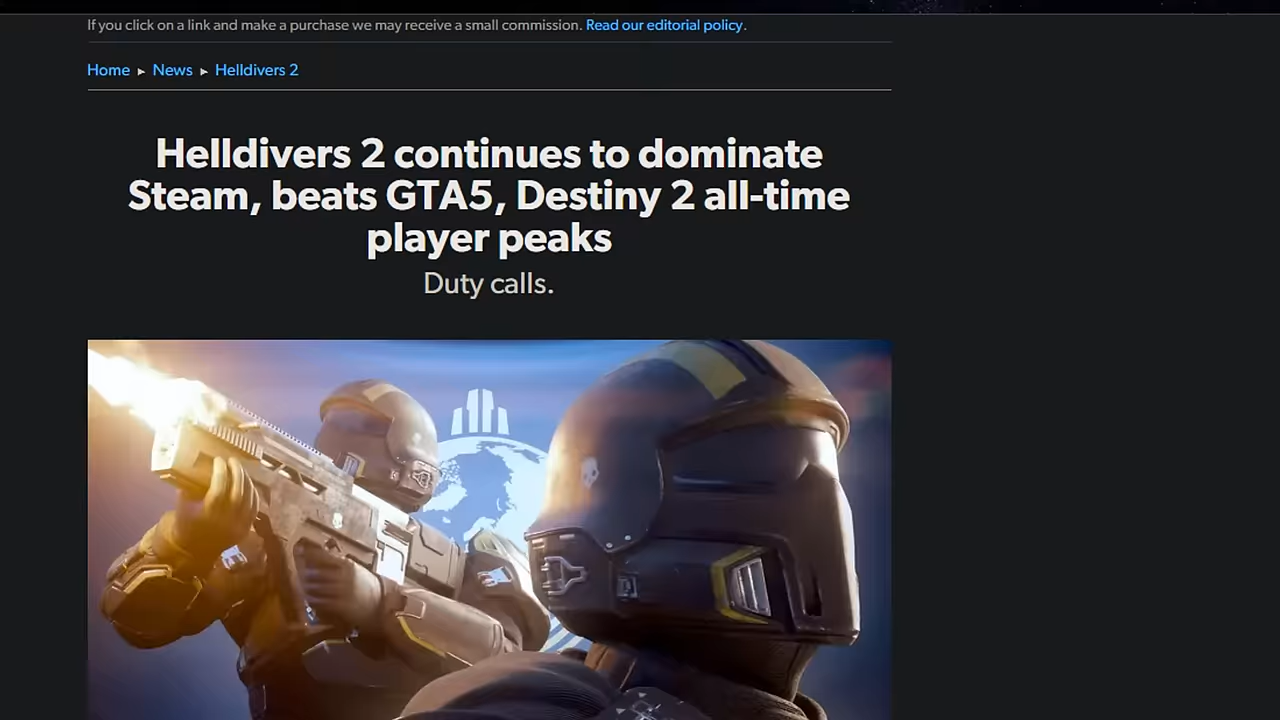 If you click on a link and make a purchase we may receive a small commission. Read our editorial policy.
Home ▸ News ▸ Helldivers 2
Helldivers 2 continues to dominate
Steam, beats GTA5, Destiny 2 all-time
player peaks
Duty calls.